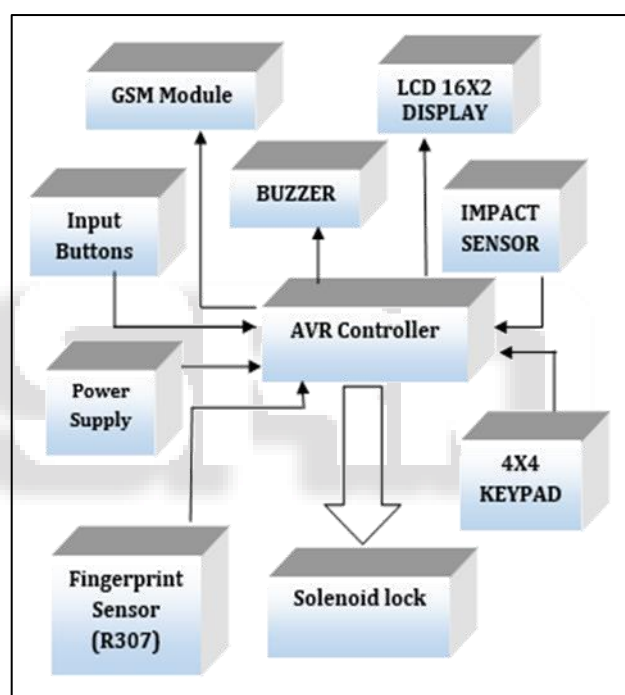 GSM Module
LCD 16X2
DISPLAY
BUZZER
Input
Buttons
IMPACT
SENSOR
AVR Controller
Power
Supply
4X4
KEYPAD
Fingerprint
Sensor
(R307)
Solenoid lock